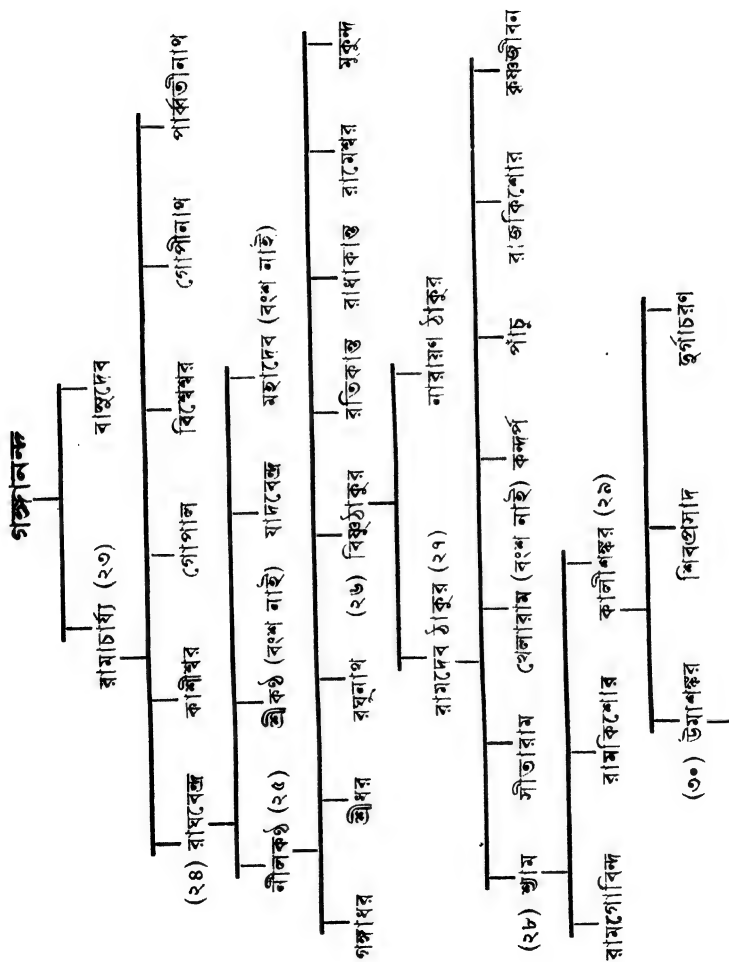 গঙ্গানন্দ
রামাচার্য্য (২৩) বাসুদেব
(২৪) রাঘবেন্দ্র কাশীশ্বর গোপাল বিশ্বেশ্বর গোপীনাথ পার্ব্বতীনাথ
নীলকণ্ঠ (২৫) শ্রীকণ্ঠ (বংশ নাই) যাদবেন্দ্র মহাদেব (বংশ নাই)
গঙ্গাধর শ্রীধর রঘুনাথ (২৬) বিষ্ণুঠাকুর রতিকান্ত রাধাকান্ত রামেশ্বর মুকুন্দ
রামদেব ঠাকুর (২৭) নারায়ণ ঠাকুর
(২৮) শ্যাম সীতারাম খেলারাম (বংশ নাই) কন্দর্প পাঁচু রাজকিশোর কৃষ্ণজীবন
রামগোবিন্দ রামকিশোর কালীশঙ্কর (২৯)
(৩০) উমাশঙ্কর শিবপ্রসাদ দুর্গাচরণ